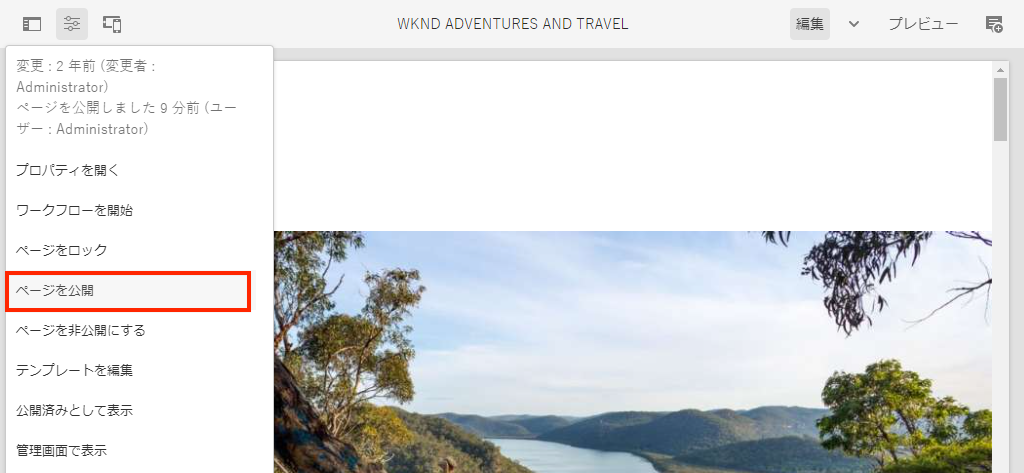 WKND ADVENTURES AND TRAVEL
編集
プレビュー
変更 : 2 年前 (変更者 :
Administrator)
ページを公開しました 9 分前 (ユー
ザー : Administrator)
プロパティを開く
ワークフローを開始
ページをロック
ページを公開
ページを非公開にする
テンプレートを編集
公開済みとして表示
管理画面で表示